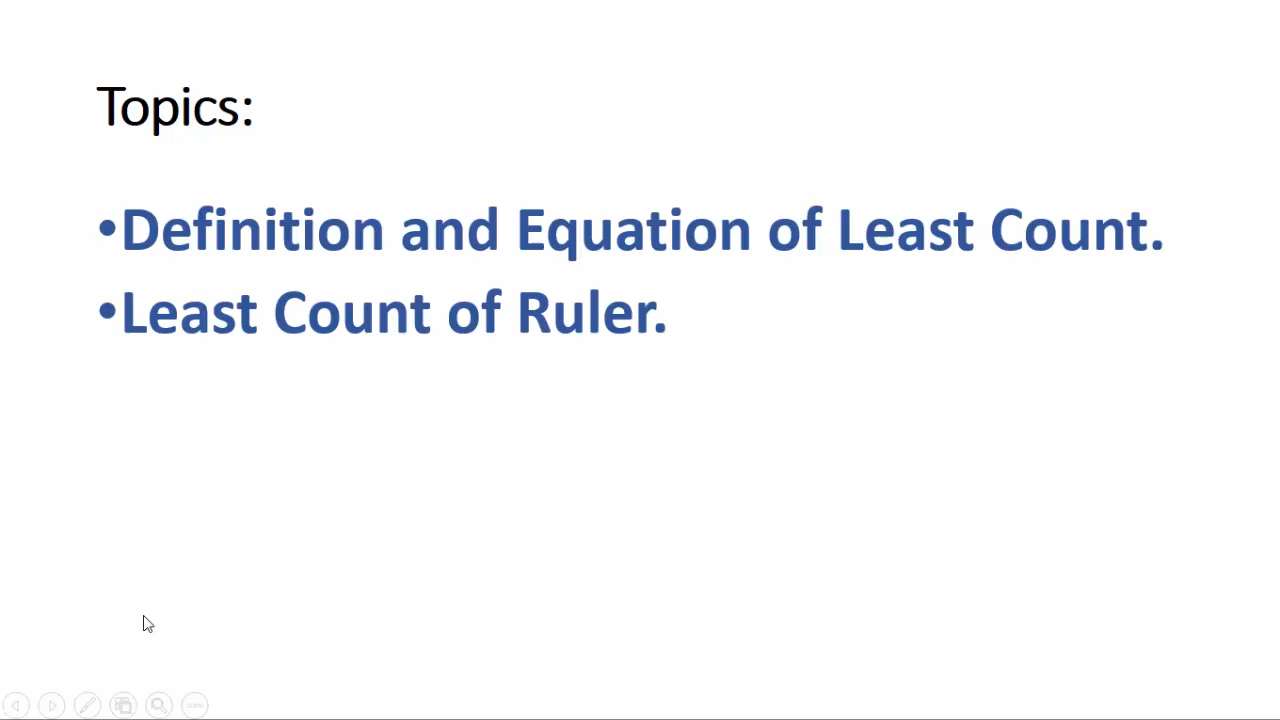 Topics:
•Definition and Equation of Least Count.
•Least Count of Ruler.